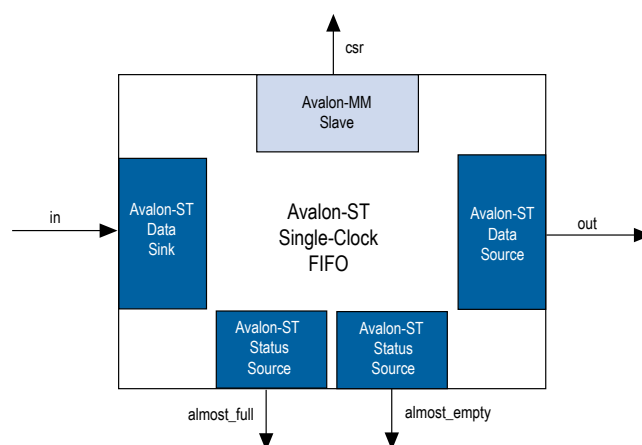 csr
Avalon-MM
Slave
in
Avalon-ST
Data
Sink
Avalon-ST
Single-Clock
FIFO
Avalon-ST
Data
Source
out
Avalon-ST
Status
Source
Avalon-ST
Status
Source
almost_full
almost_empty